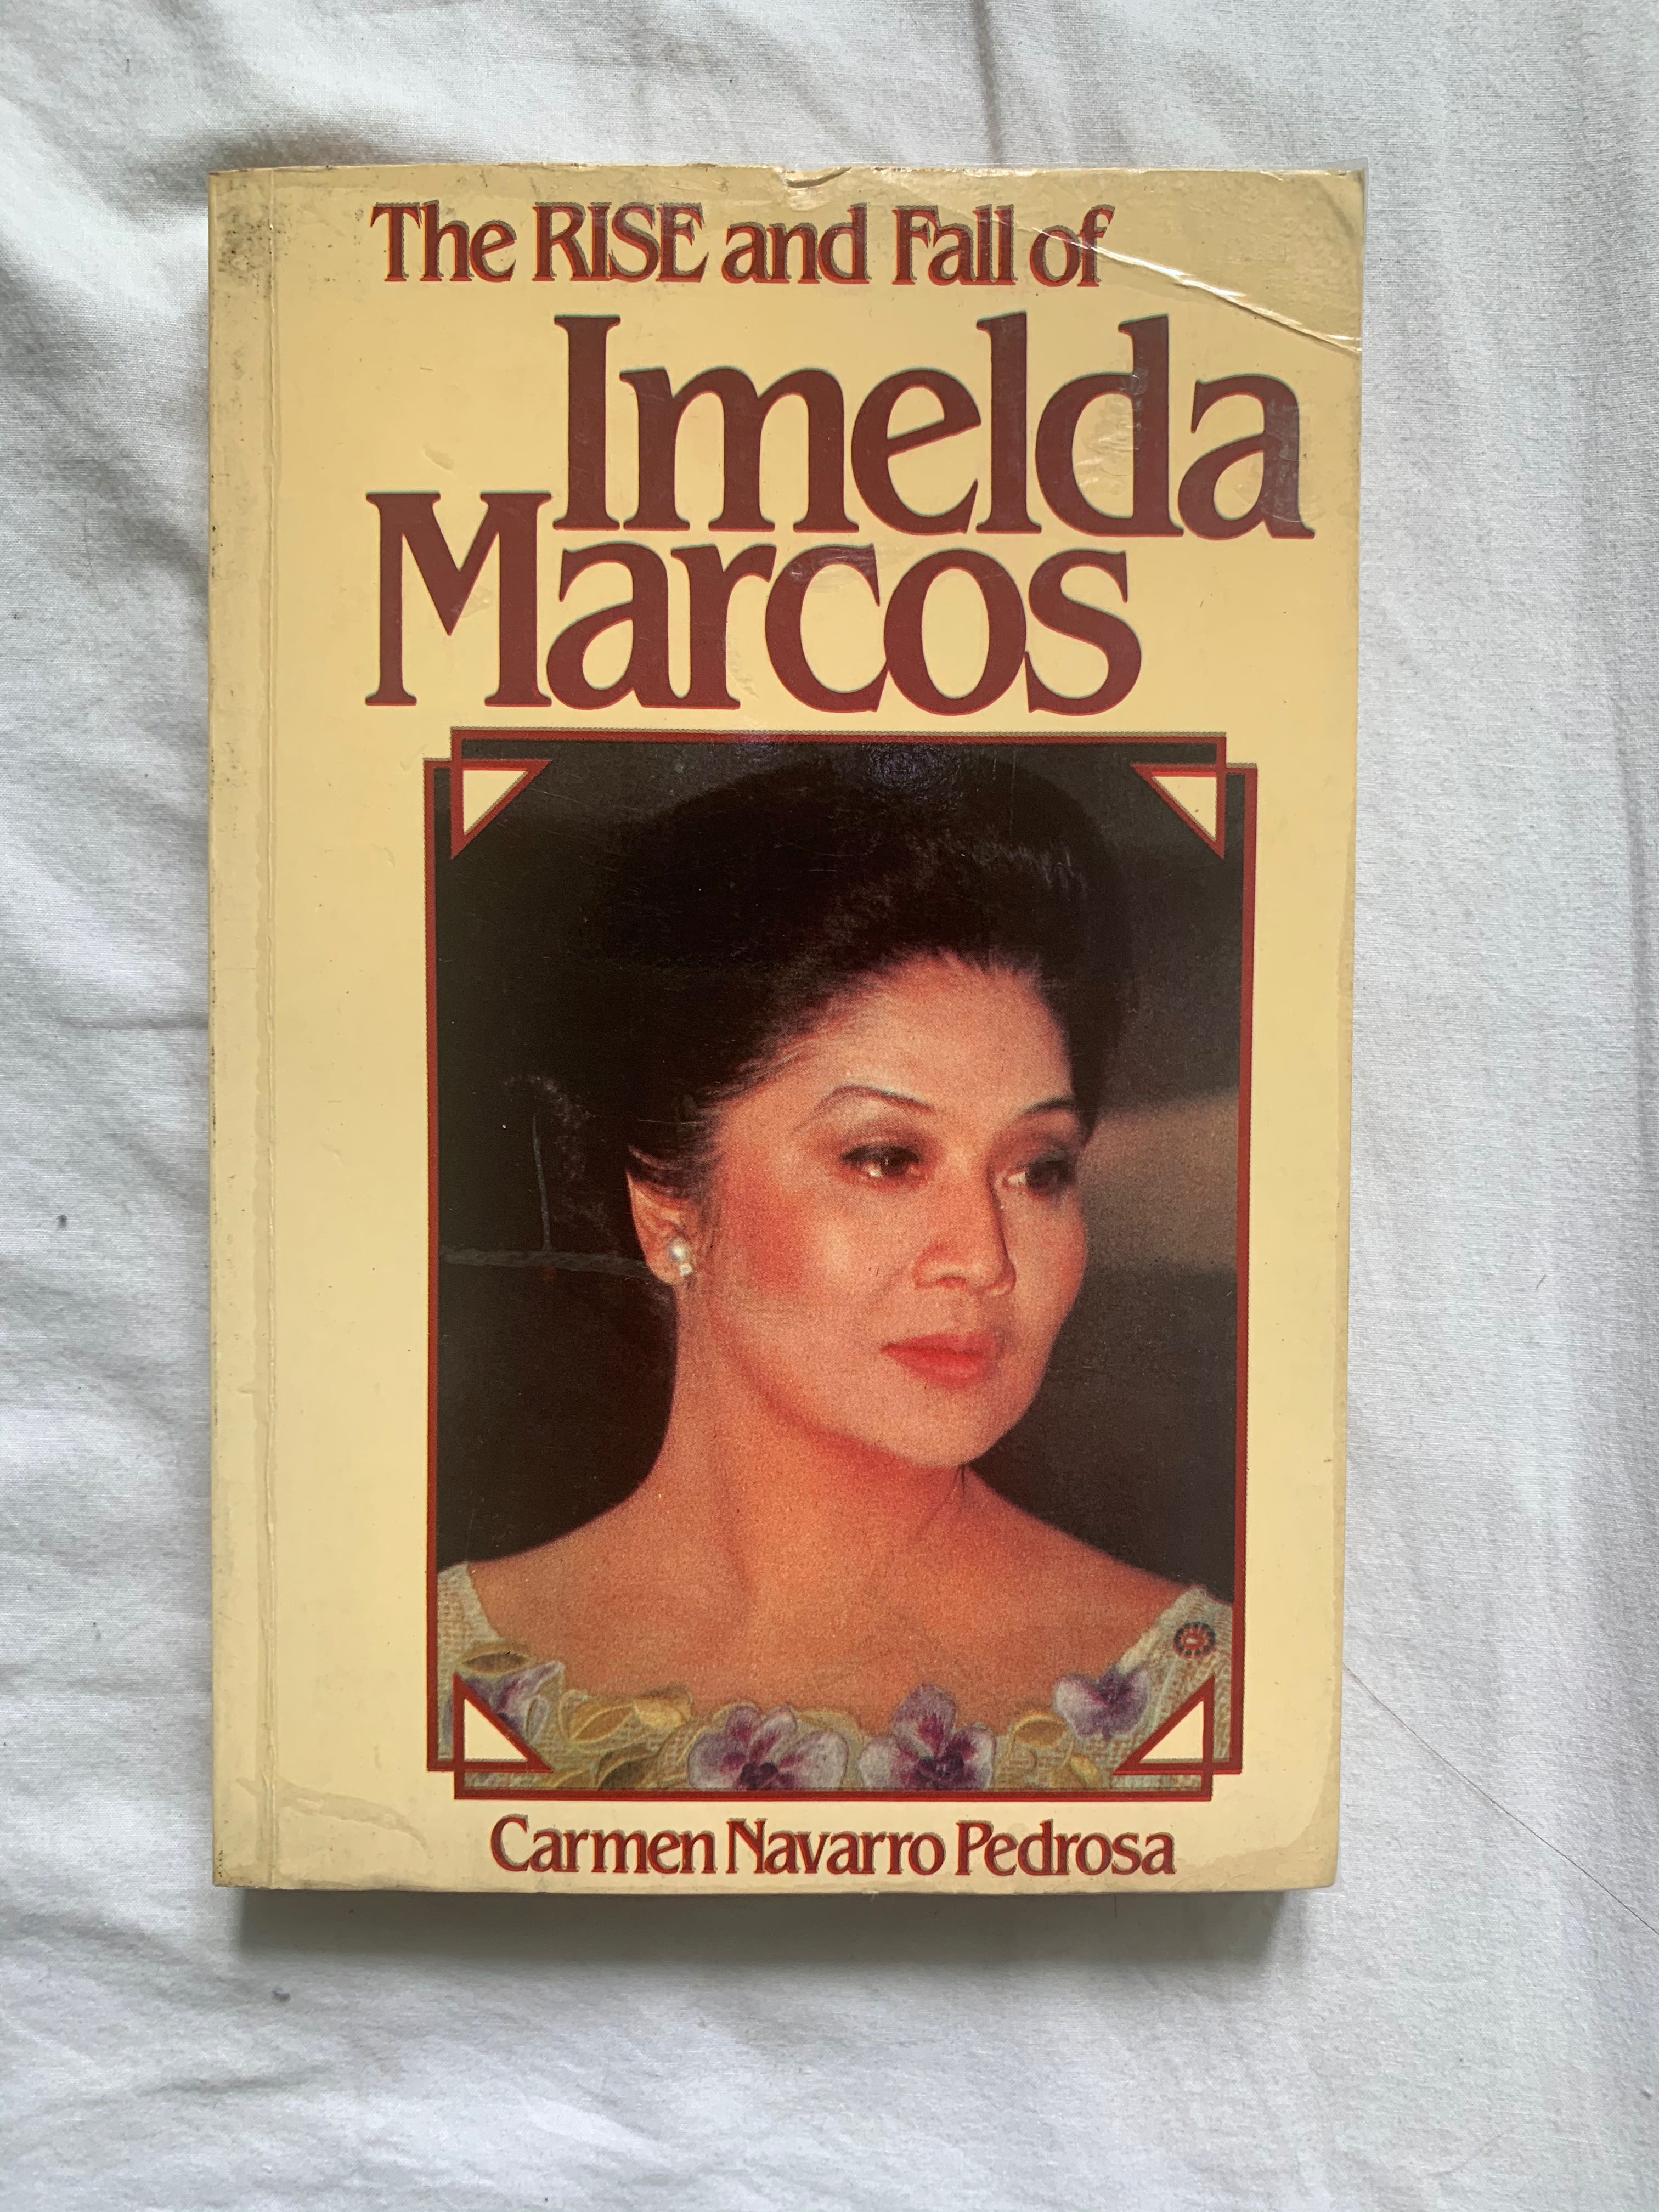 The RISE and Fall of
Imelda
Marcos
Carmen Navarro Pedrosa